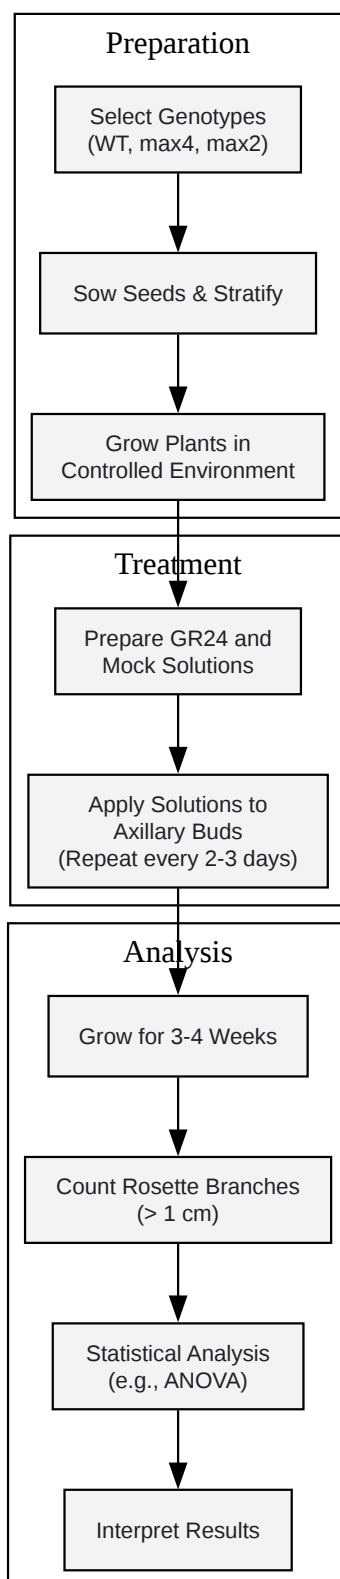 Preparation
Select Genotypes
(WT, max4, max2)
Sow Seeds & Stratify
Grow Plants in
Controlled Environment
Treatment
Prepare GR24 and
Mock Solutions
Apply Solutions to
Axillary Buds
(Repeat every 2-3 days)
Analysis
Grow for 3-4 Weeks
Count Rosette Branches
(> 1 cm)
Statistical Analysis
(e.g., ANOVA)
Interpret Results